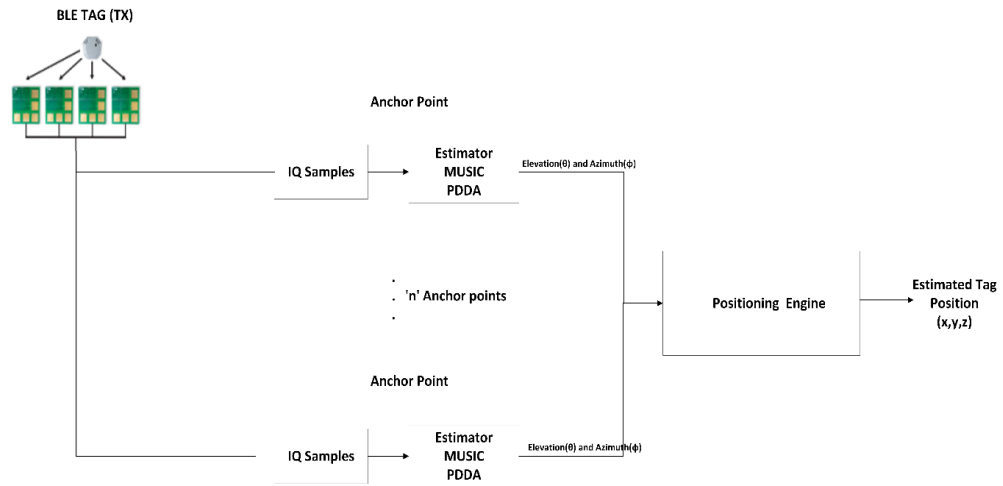 BLE TAG (TX)
Anchor Point
IQ Samples
Estimator
MUSIC
PDDA
Elevation(θ) and Azimuth(φ)
'n' Anchor points
Positioning Engine
Estimated Tag
Position
(x,y,z)
Anchor Point
IQ Samples
Estimator
MUSIC
PDDA
Elevation(θ) and Azimuth(φ)